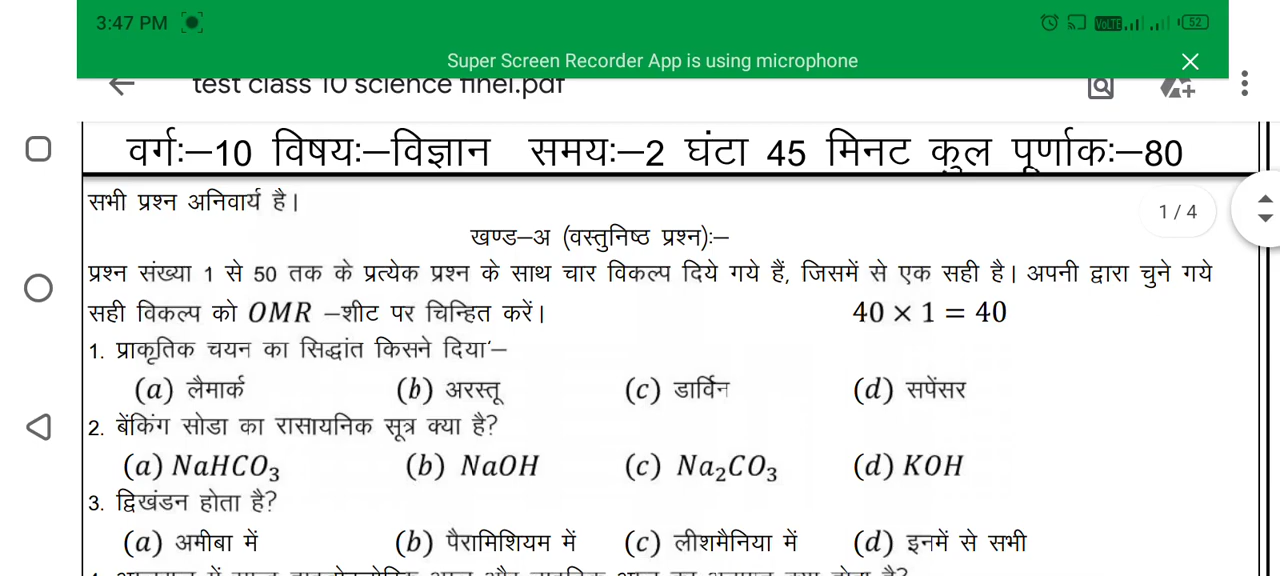 3:47 PM VoLTE 52
Super Screen Recorder App is using microphone
test class 10 science finel.pdf
वर्गः–10 विषयः–विज्ञान समयः–2 घंटा 45 मिनट कुल पूर्णाकः–80
सभी प्रश्न अनिवार्य है।
1 / 4
खण्ड–अ (वस्तुनिष्ठ प्रश्न):–
प्रश्न संख्या 1 से 50 तक के प्रत्येक प्रश्न के साथ चार विकल्प दिये गये हैं, जिसमें से एक सही है। अपनी द्वारा चुने गये
सही विकल्प को OMR –शीट पर चिन्हित करें। 40 × 1 = 40
1. प्राकृतिक चयन का सिद्धांत किसने दिया'–
(a) लैमार्क (b) अरस्तू (c) डार्विन (d) सपेंसर
2. बेंकिंग सोडा का रासायनिक सूत्र क्या है?
(a) NaHCO₃ (b) NaOH (c) Na₂CO₃ (d) KOH
3. द्विखंडन होता है?
(a) अमीबा में (b) पैरामिशियम में (c) लीशमैनिया में (d) इनमें से सभी